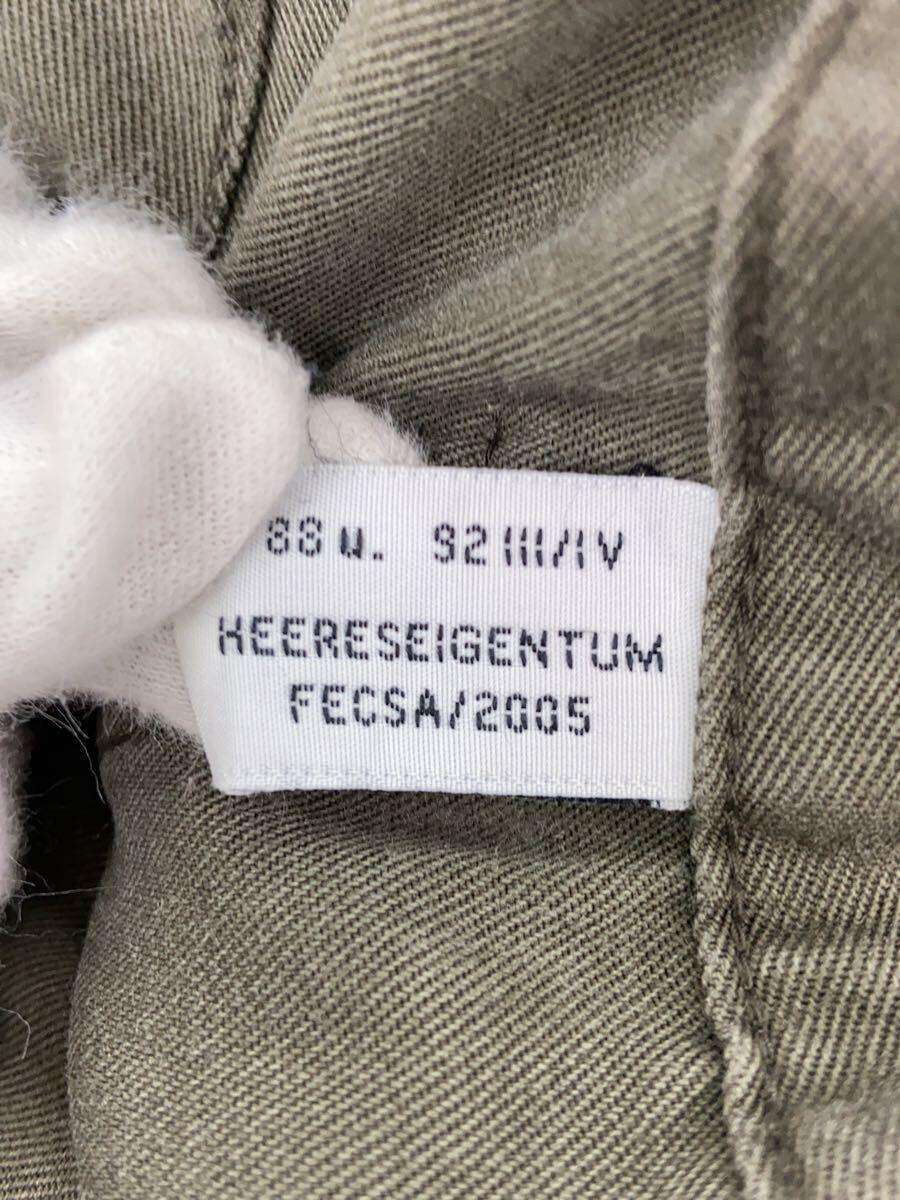 88 u. 92 III/IV
HEERESEIGENTUM
FECSA/2005